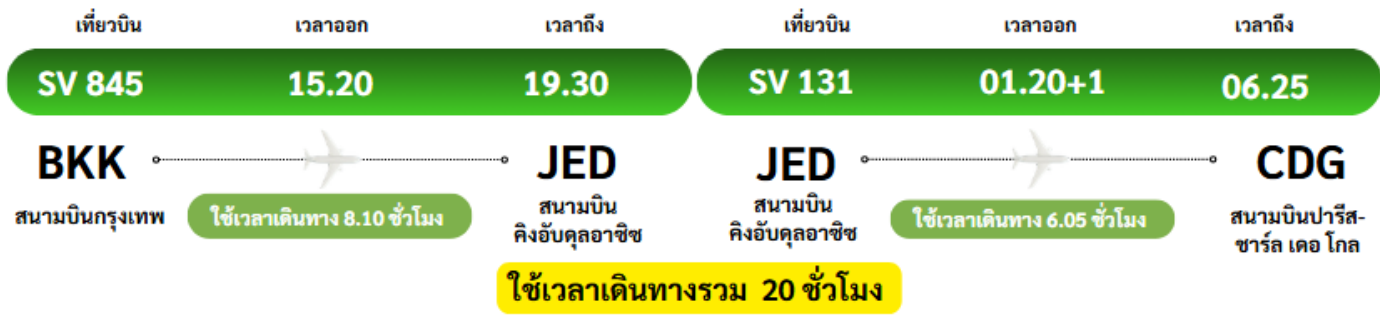 เที่ยวบิน เวลาออก เวลาถึง เที่ยวบิน เวลาออก เวลาถึง
SV 845 15.20 19.30 SV 131 01.20+1 06.25
BKK JED JED CDG
สนามบินกรุงเทพ ใช้เวลาเดินทาง 8.10 ชั่วโมง สนามบิน สนามบิน ใช้เวลาเดินทาง 6.05 ชั่วโมง สนามบินปารีส-
คิงอับดุลอาซิซ คิงอับดุลอาซิซ ชาร์ล เดอ โกล
ใช้เวลาเดินทางรวม 20 ชั่วโมง